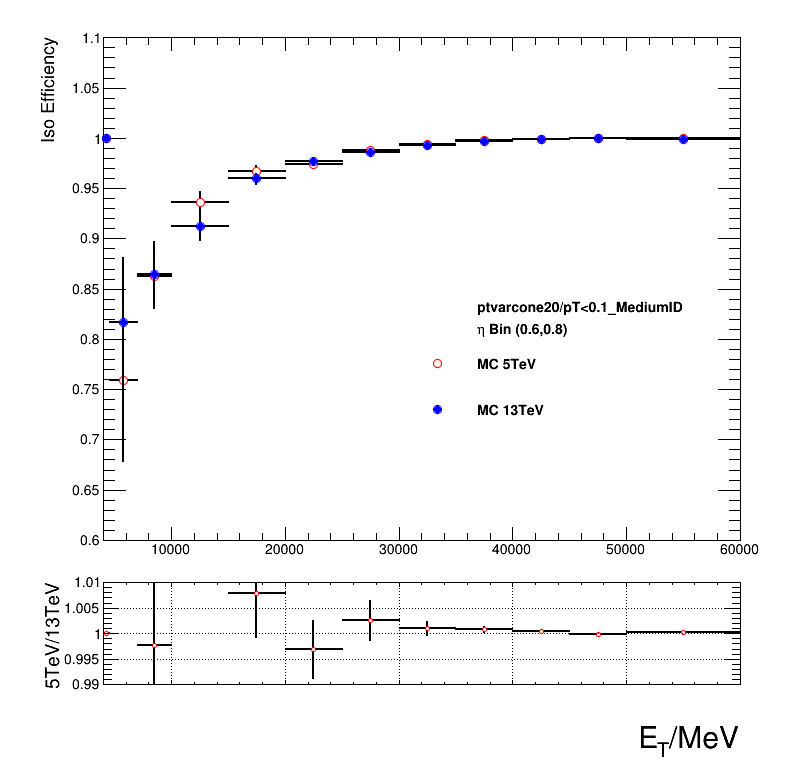 Iso Efficiency
1.1
1.05
1
0.95
0.9
0.85
0.8
0.75
0.7
0.65
0.6
ptvarcone20/pT<0.1_MediumID
η Bin (0.6,0.8)
MC 5TeV
MC 13TeV
10000 20000 30000 40000 50000 60000
5TeV/13TeV
1.01
1.005
1
0.995
0.99
E_T/MeV